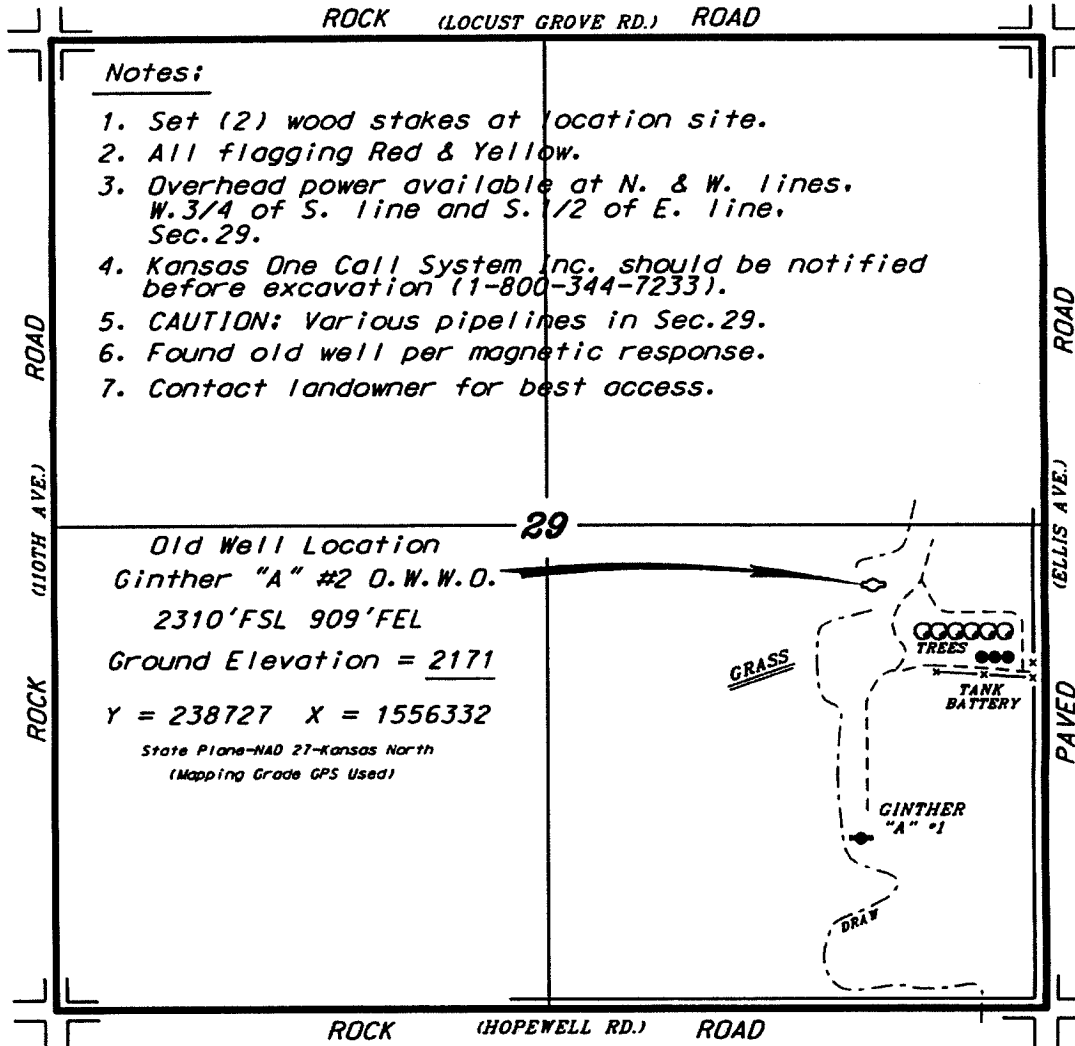 ROCK (LOCUST GROVE RD.) ROAD
Notes:
1. Set (2) wood stakes at location site.
2. All flagging Red & Yellow.
3. Overhead power available at N. & W. lines,
W.3/4 of S. line and S.1/2 of E. line,
Sec.29.
4. Kansas One Call System Inc. should be notified
before excavation (1-800-344-7233).
5. CAUTION: Various pipelines in Sec.29.
6. Found old well per magnetic response.
7. Contact landowner for best access.
ROCK (110TH AVE.) ROAD
PAVED (ELLIS AVE.) ROAD
29
Old Well Location
Ginther "A" #2 O.W.W.O.
2310'FSL 909'FEL
Ground Elevation = 2171
Y = 238727 X = 1556332
State Plane-NAD 27-Kansas North
(Mapping Grade GPS Used)
GRASS
TREES
TANK
BATTERY
GINTHER
"A" #1
DRAW
ROCK (HOPEWELL RD.) ROAD